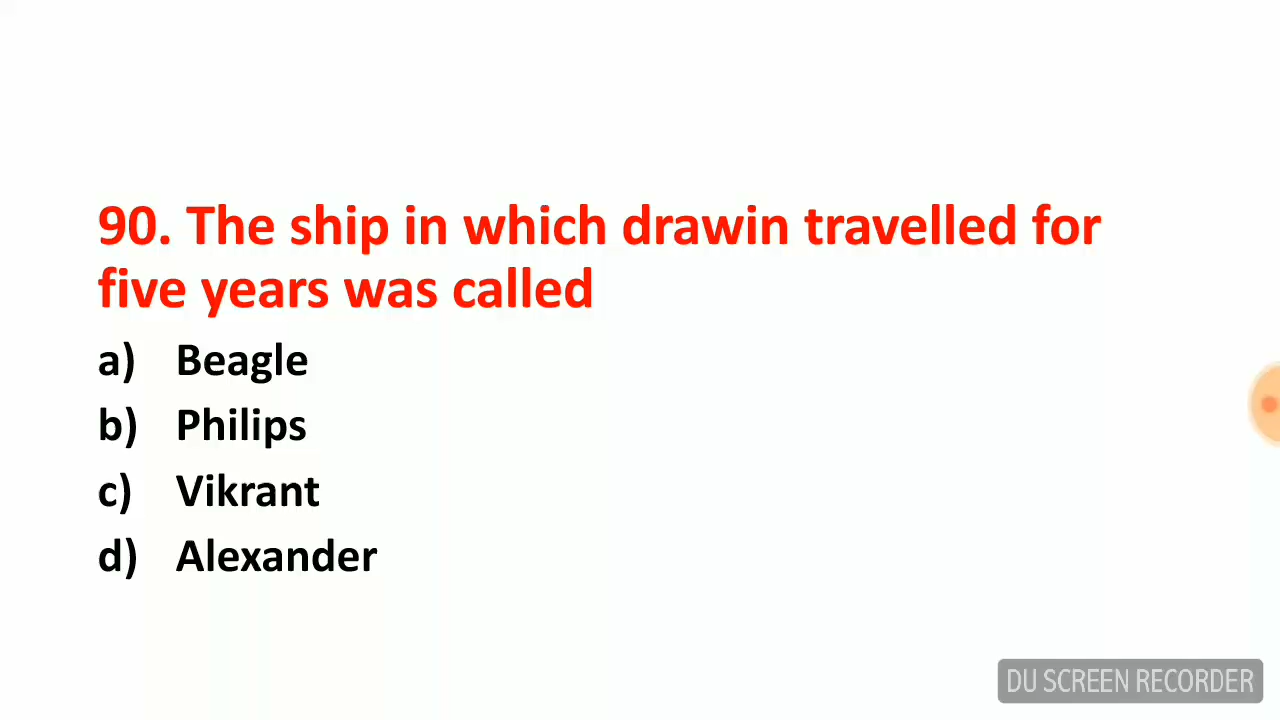 90. The ship in which drawin travelled for
five years was called
a) Beagle
b) Philips
c) Vikrant
d) Alexander
DU SCREEN RECORDER